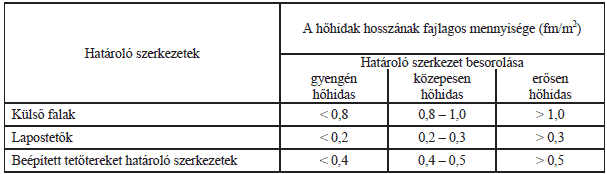 Határoló szerkezetek
A hőhidak hosszának fajlagos mennyisége (fm/m²)
Határoló szerkezet besorolása
gyengén hőhidas
közepesen hőhidas
erősen hőhidas
Külső falak < 0,8 0,8 – 1,0 > 1,0
Lapostetők < 0,2 0,2 – 0,3 > 0,3
Beépített tetőtereket határoló szerkezetek < 0,4 0,4 – 0,5 > 0,5